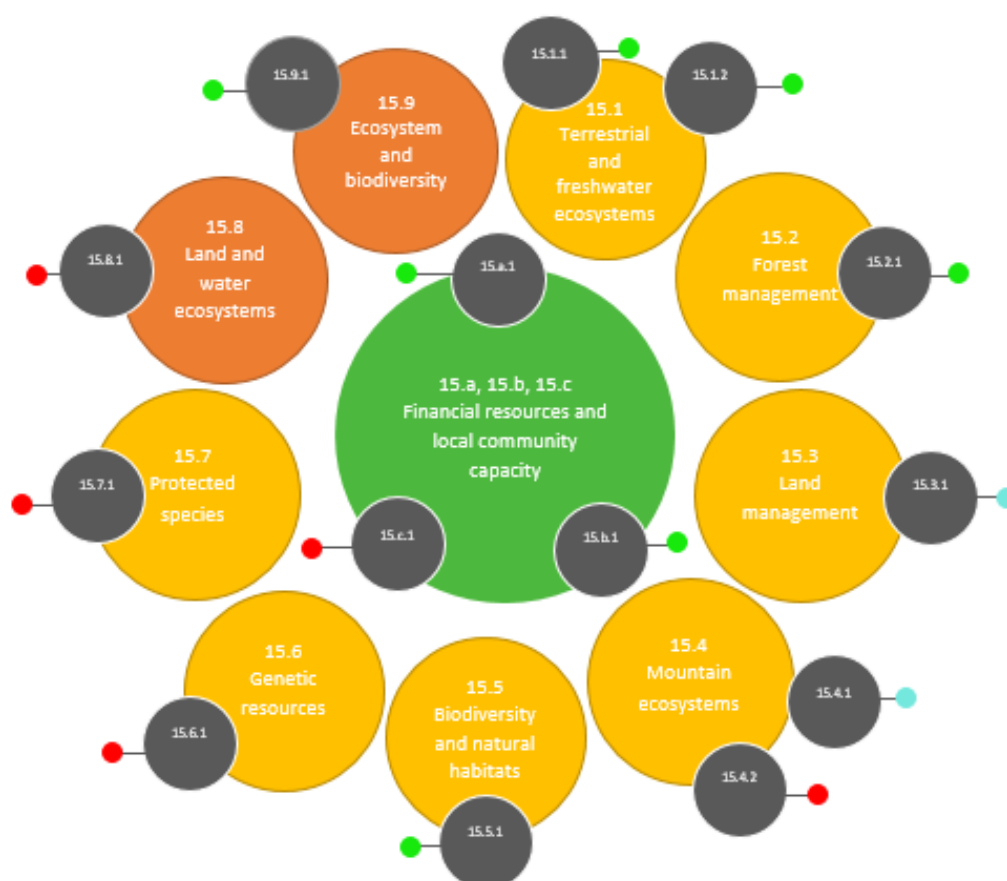 15.9.1
15.9
Ecosystem
and
biodiversity
15.1.1
15.1.2
15.1
Terrestrial
and
freshwater
ecosystems
15.2
Forest
management
15.2.1
15.3
Land
management
15.3.1
15.4
Mountain
ecosystems
15.4.1
15.4.2
15.5
Biodiversity
and natural
habitats
15.5.1
15.6
Genetic
resources
15.6.1
15.7
Protected
species
15.7.1
15.8
Land and
water
ecosystems
15.8.1
15.a.1
15.a, 15.b, 15.c
Financial resources and
local community
capacity
15.c.1
15.b.1